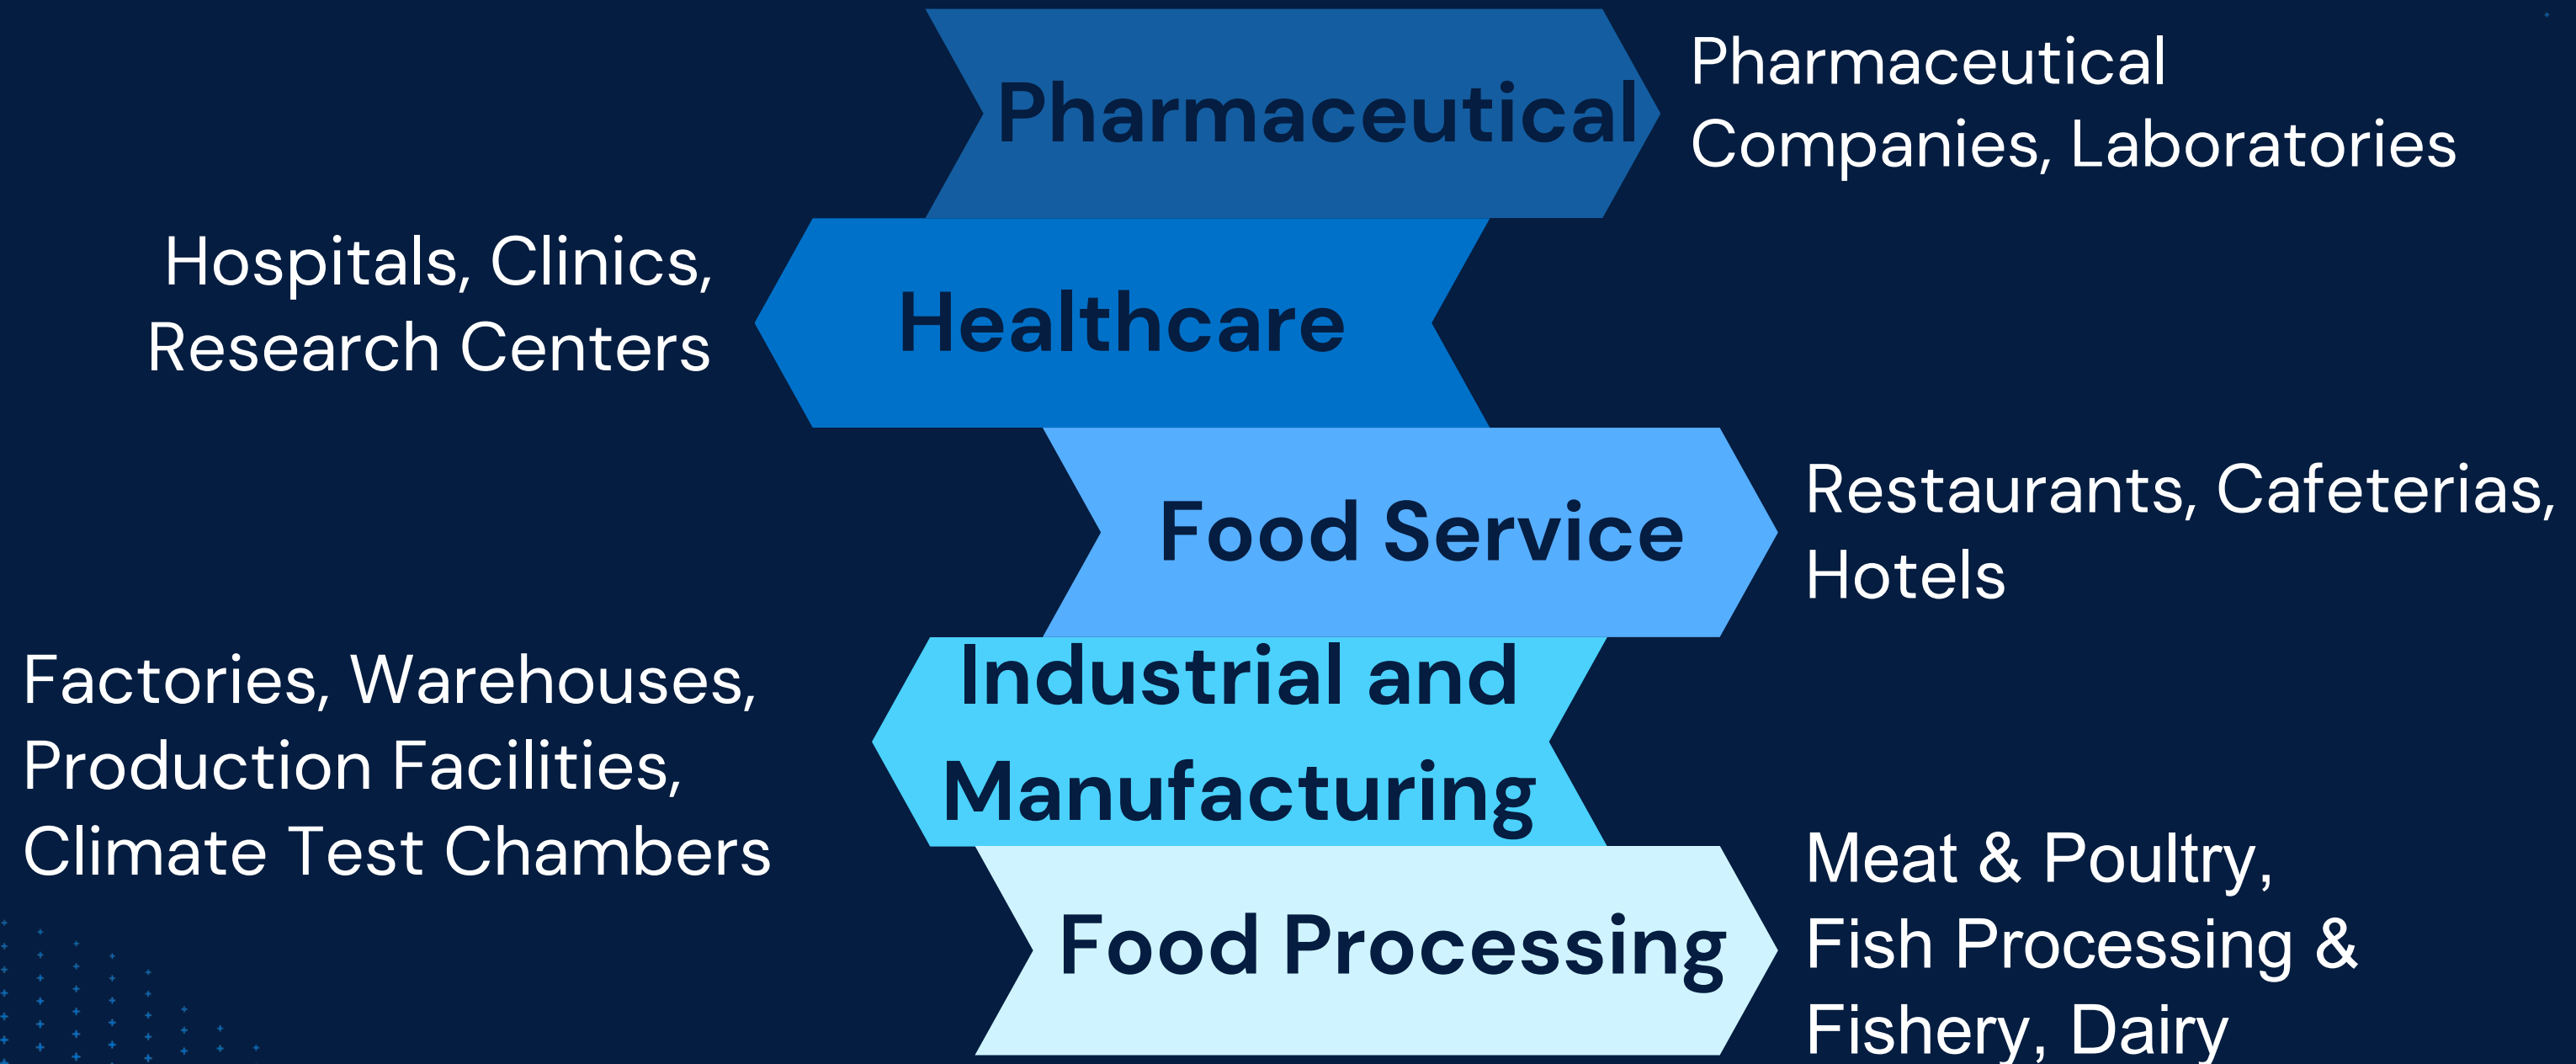 Pharmaceutical
Pharmaceutical
Companies, Laboratories
Hospitals, Clinics,
Research Centers
Healthcare
Food Service
Restaurants, Cafeterias,
Hotels
Factories, Warehouses,
Production Facilities,
Climate Test Chambers
Industrial and
Manufacturing
Food Processing
Meat & Poultry,
Fish Processing &
Fishery, Dairy